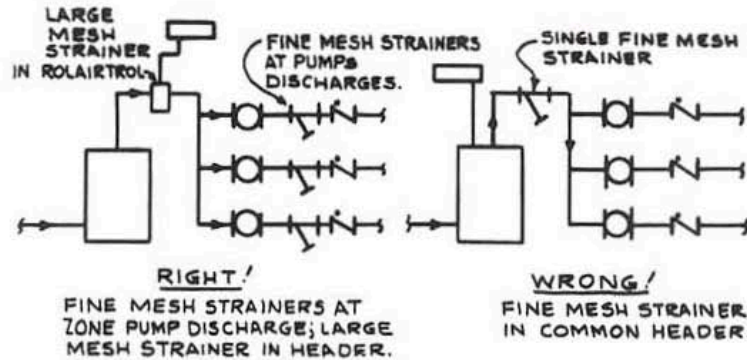 LARGE
MESH
STRAINER
IN ROLAIRTROL
FINE MESH STRAINERS
AT PUMPS
DISCHARGES.
RIGHT!
FINE MESH STRAINERS AT
ZONE PUMP DISCHARGE; LARGE
MESH STRAINER IN HEADER.
SINGLE FINE MESH
STRAINER
WRONG!
FINE MESH STRAINER
IN COMMON HEADER